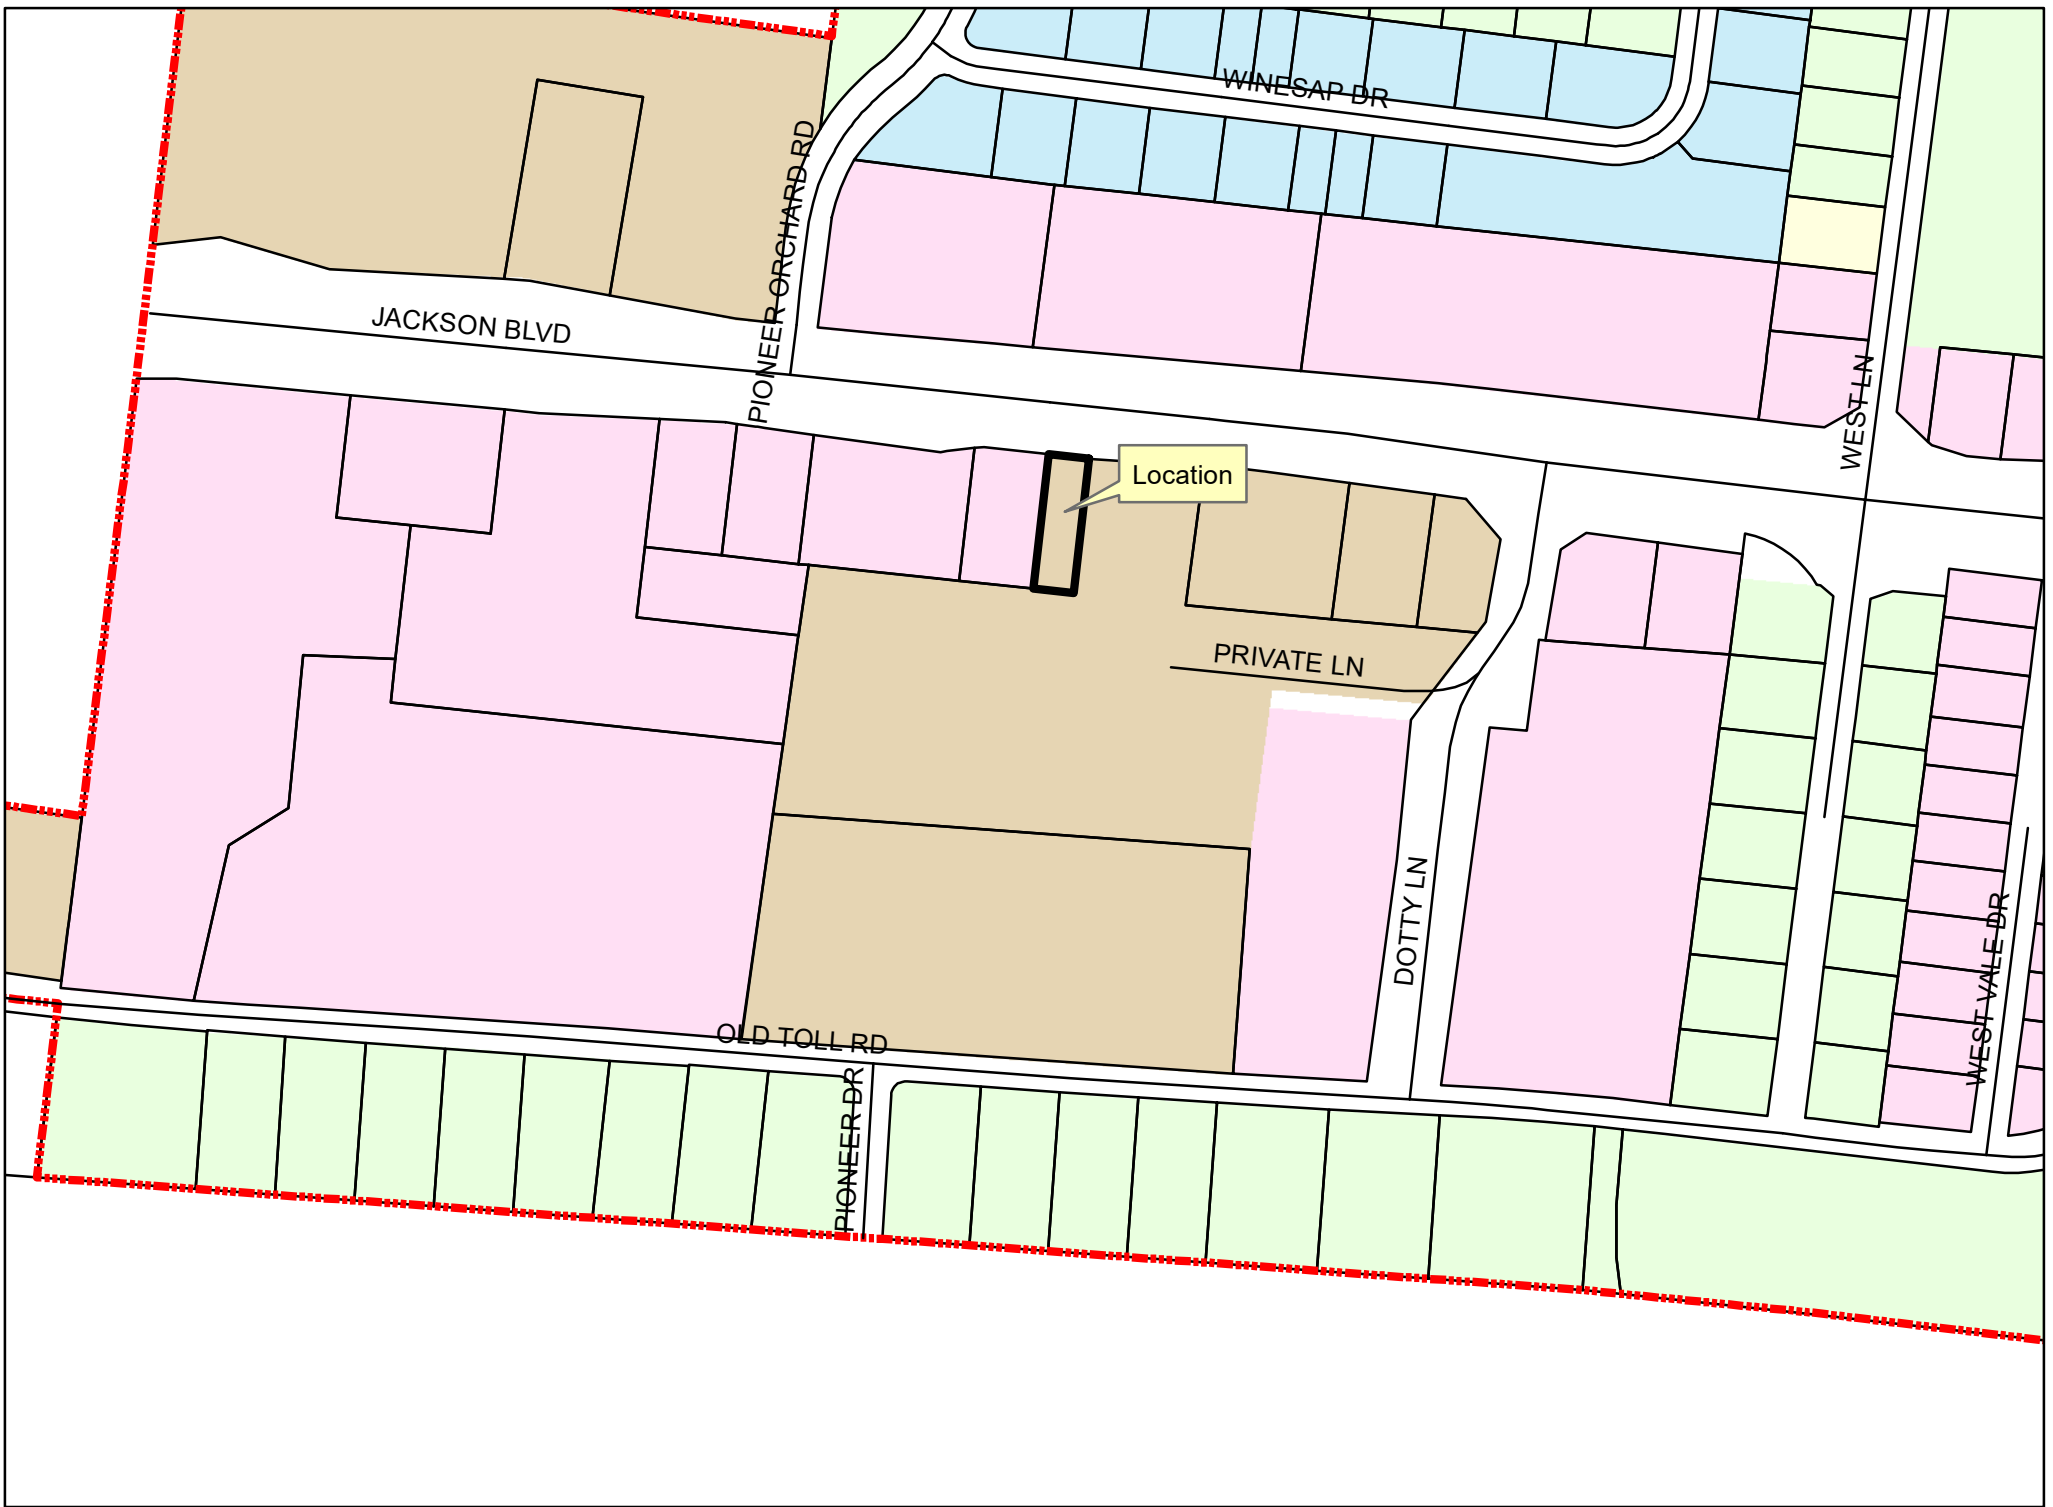 WINESAP DR
PIONEER ORCHARD RD
JACKSON BLVD
WEST LN
Location
PRIVATE LN
DOTTY LN
WEST VALE DR
OLD TOLL RD
PIONEER DR